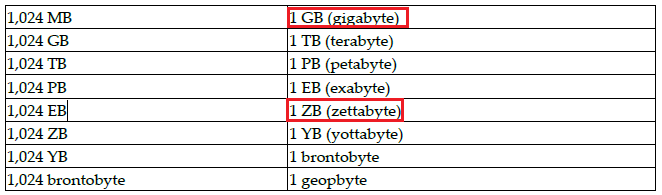 1,024 MB 1 GB (gigabyte)
1,024 GB 1 TB (terabyte)
1,024 TB 1 PB (petabyte)
1,024 PB 1 EB (exabyte)
1,024 EB 1 ZB (zettabyte)
1,024 ZB 1 YB (yottabyte)
1,024 YB 1 brontobyte
1,024 brontobyte 1 geopbyte